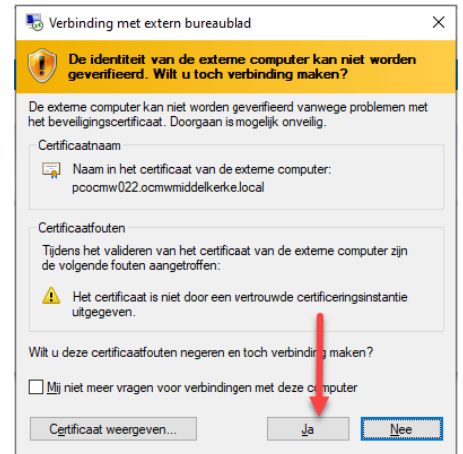 Verbinding met extern bureaublad
De identiteit van de externe computer kan niet worden
geverifieerd. Wilt u toch verbinding maken?
De externe computer kan niet worden geverifieerd vanwege problemen met
het beveiligingscertificaat. Doorgaan is mogelijk onveilig.
Certificaatnaam
Naam in het certificaat van de externe computer:
pcocmw022.ocmwmiddelkerke.local
Certificaatfouten
Tijdens het valideren van het certificaat van de externe computer zijn
de volgende fouten aangetroffen:
Het certificaat is niet door een vertrouwde certificeringsinstantie
uitgegeven.
Wilt u deze certificaatfouten negeren en toch verbinding maken?
Mij niet meer vragen voor verbindingen met deze computer
Certificaat weergeven...
Ja
Nee